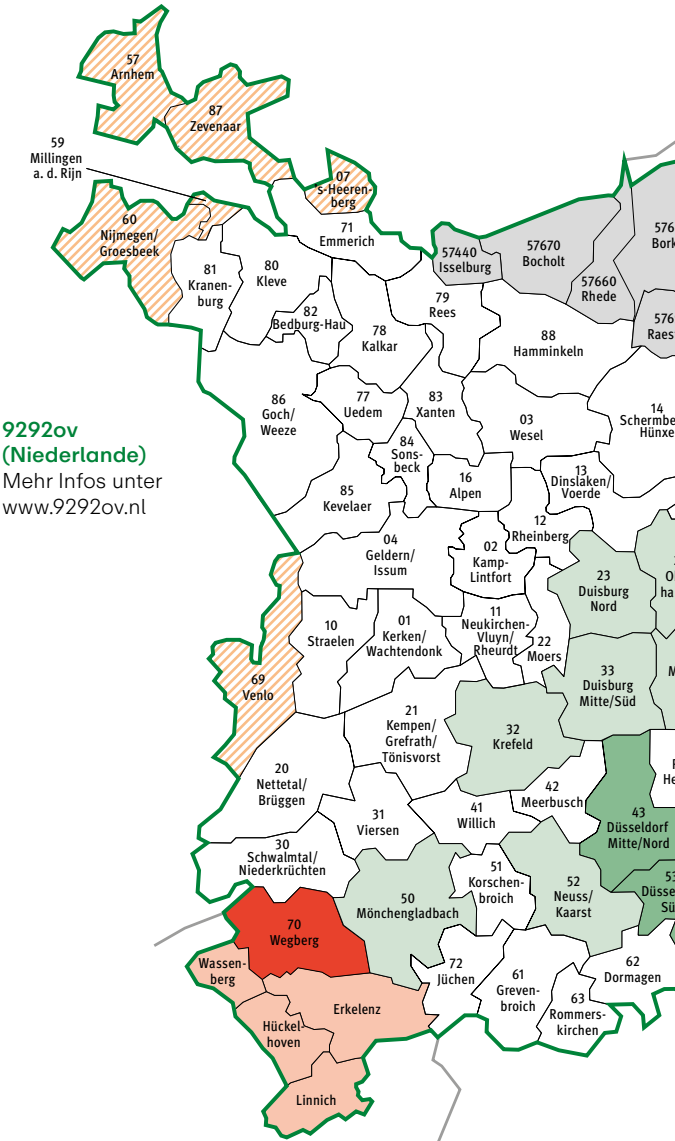 57
Arnhem
87
Zevenaar
59
Millingen
a. d. Rijn
07
's-Heeren-
berg
60
Nijmegen/
Groesbeek
71
Emmerich
81
Kranen-
burg
80
Kleve
82
Bedburg-Hau
78
Kalkar
79
Rees
57440
Isselburg
57670
Bocholt
57660
Rhede
88
Hamminkeln
86
Goch/
Weeze
77
Uedem
83
Xanten
84
Sons-
beck
03
Wesel
14
9292ov
(Niederlande)
Mehr Infos unter
www.9292ov.nl
85
Kevelaer
16
Alpen
13
Dinslaken/
Voerde
12
Rheinberg
04
Geldern/
Issum
02
Kamp-
Lintfort
23
Duisburg
Nord
10
Straelen
01
Kerken/
Wachtendonk
11
Neukirchen-
Vluyn/
Rheurdt
22
Moers
33
Duisburg
Mitte/Süd
69
Venlo
21
Kempen/
Grefrath/
Tönisvorst
32
Krefeld
20
Nettetal/
Brüggen
31
Viersen
41
Willich
42
Meerbusch
43
Düsseldorf
Mitte/Nord
30
Schwalmtal/
Niederkrüchten
50
Mönchengladbach
51
Korschen-
broich
52
Neuss/
Kaarst
70
Wegberg
72
Jüchen
61
Greven-
broich
63
Rommers-
kirchen
62
Dormagen
Wassen-
berg
Erkelenz
Hückel-
hoven
Linnich